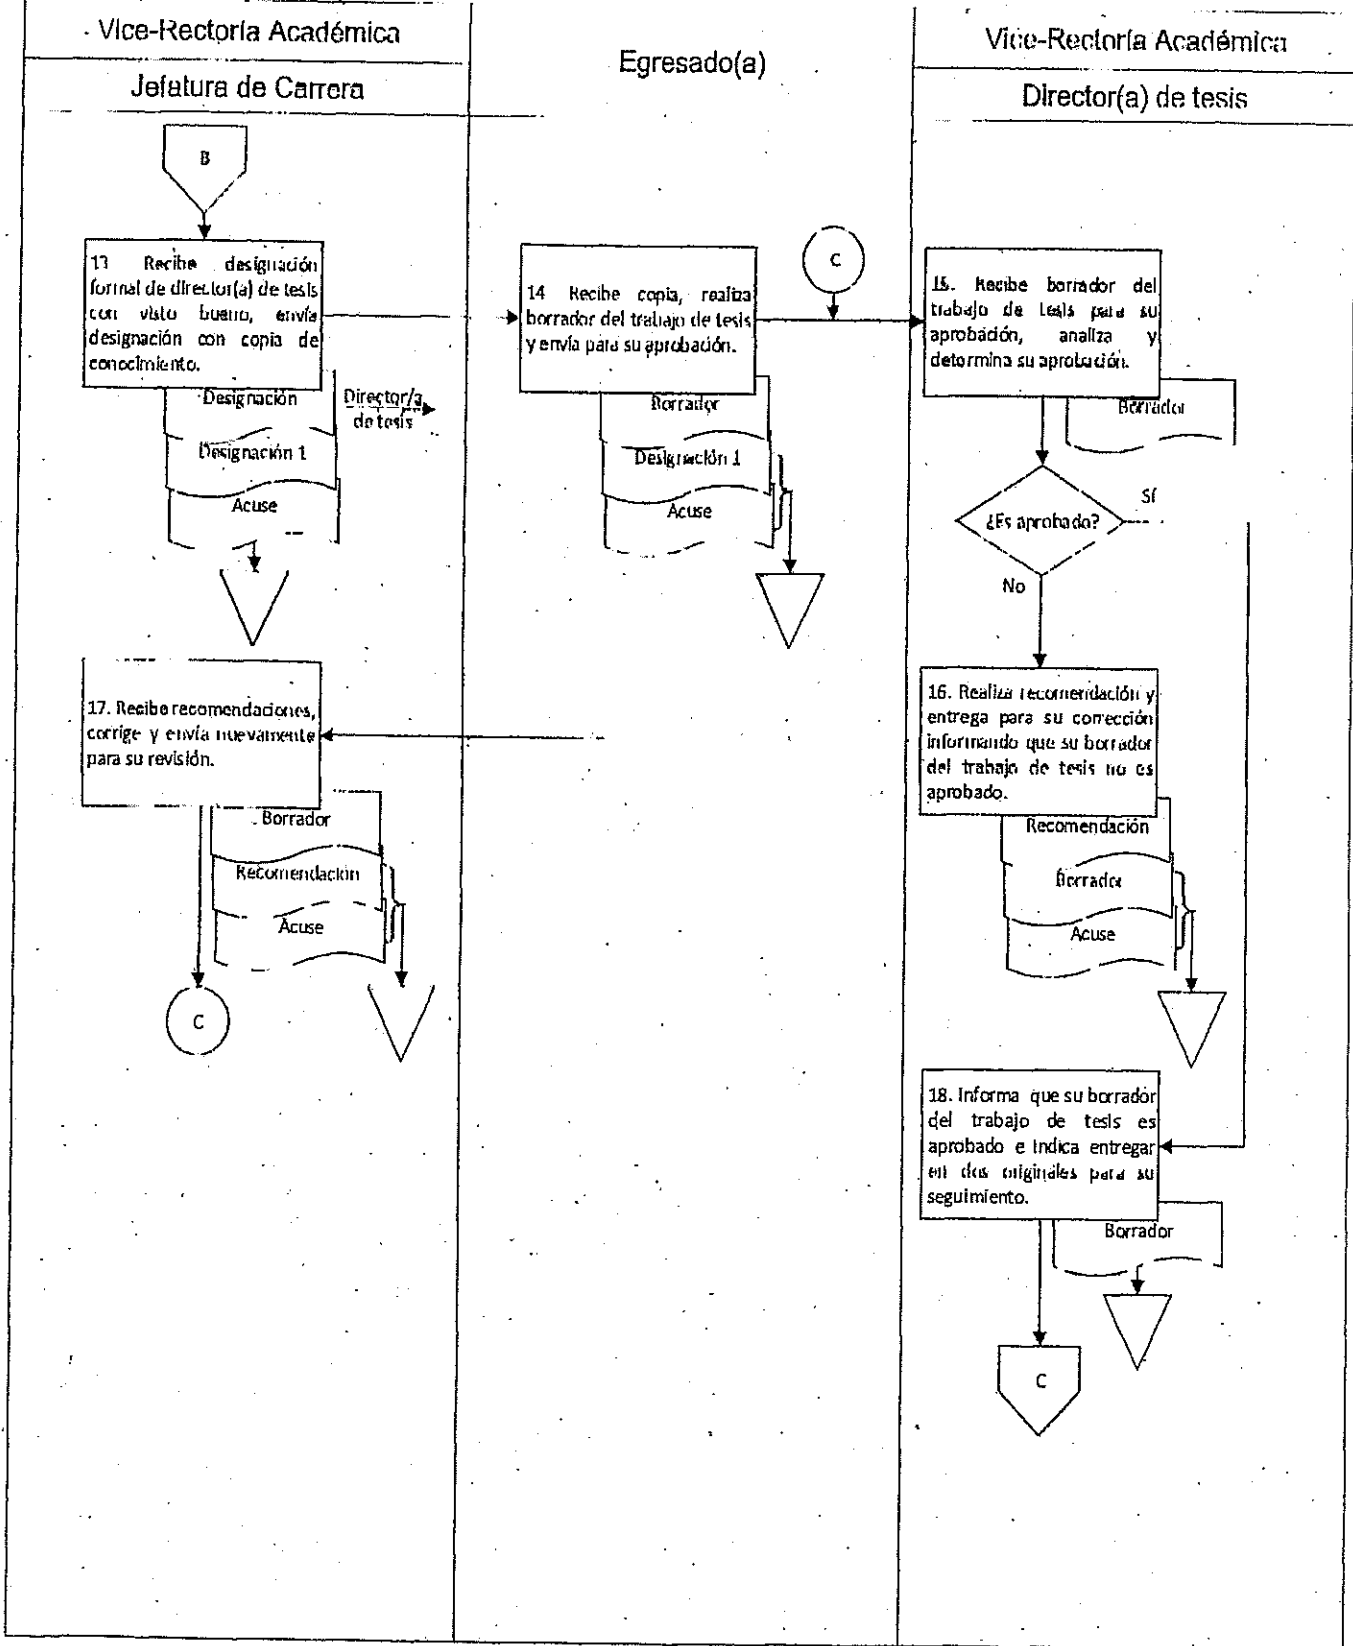 Vice-Rectoría Académica
Jefatura de Carrera
Egresado(a)
Vice-Rectoría Académica
Director(a) de tesis
B
13 Recibe designación
formal de director(a) de tesis
con visto bueno, envía
designación con copia de
conocimiento.
Designación
Director/a
de tesis
Designación 1
Acuse
14 Recibe copia, realiza
borrador del trabajo de tesis
y envía para su aprobación.
Borrador
Designación 1
Acuse
C
15. Recibe borrador del
trabajo de tesis para su
aprobación, analiza y
determina su aprobación.
Borrador
¿Es aprobado?
Sí
No
16. Realiza recomendación y
entrega para su corrección
informando que su borrador
del trabajo de tesis no es
aprobado.
Recomendación
Borrador
Acuse
17. Recibe recomendaciones,
corrige y envía nuevamente
para su revisión.
Borrador
Recomendación
Acuse
C
18. Informa que su borrador
del trabajo de tesis es
aprobado e indica entregar
en dos originales para su
seguimiento.
Borrador
C